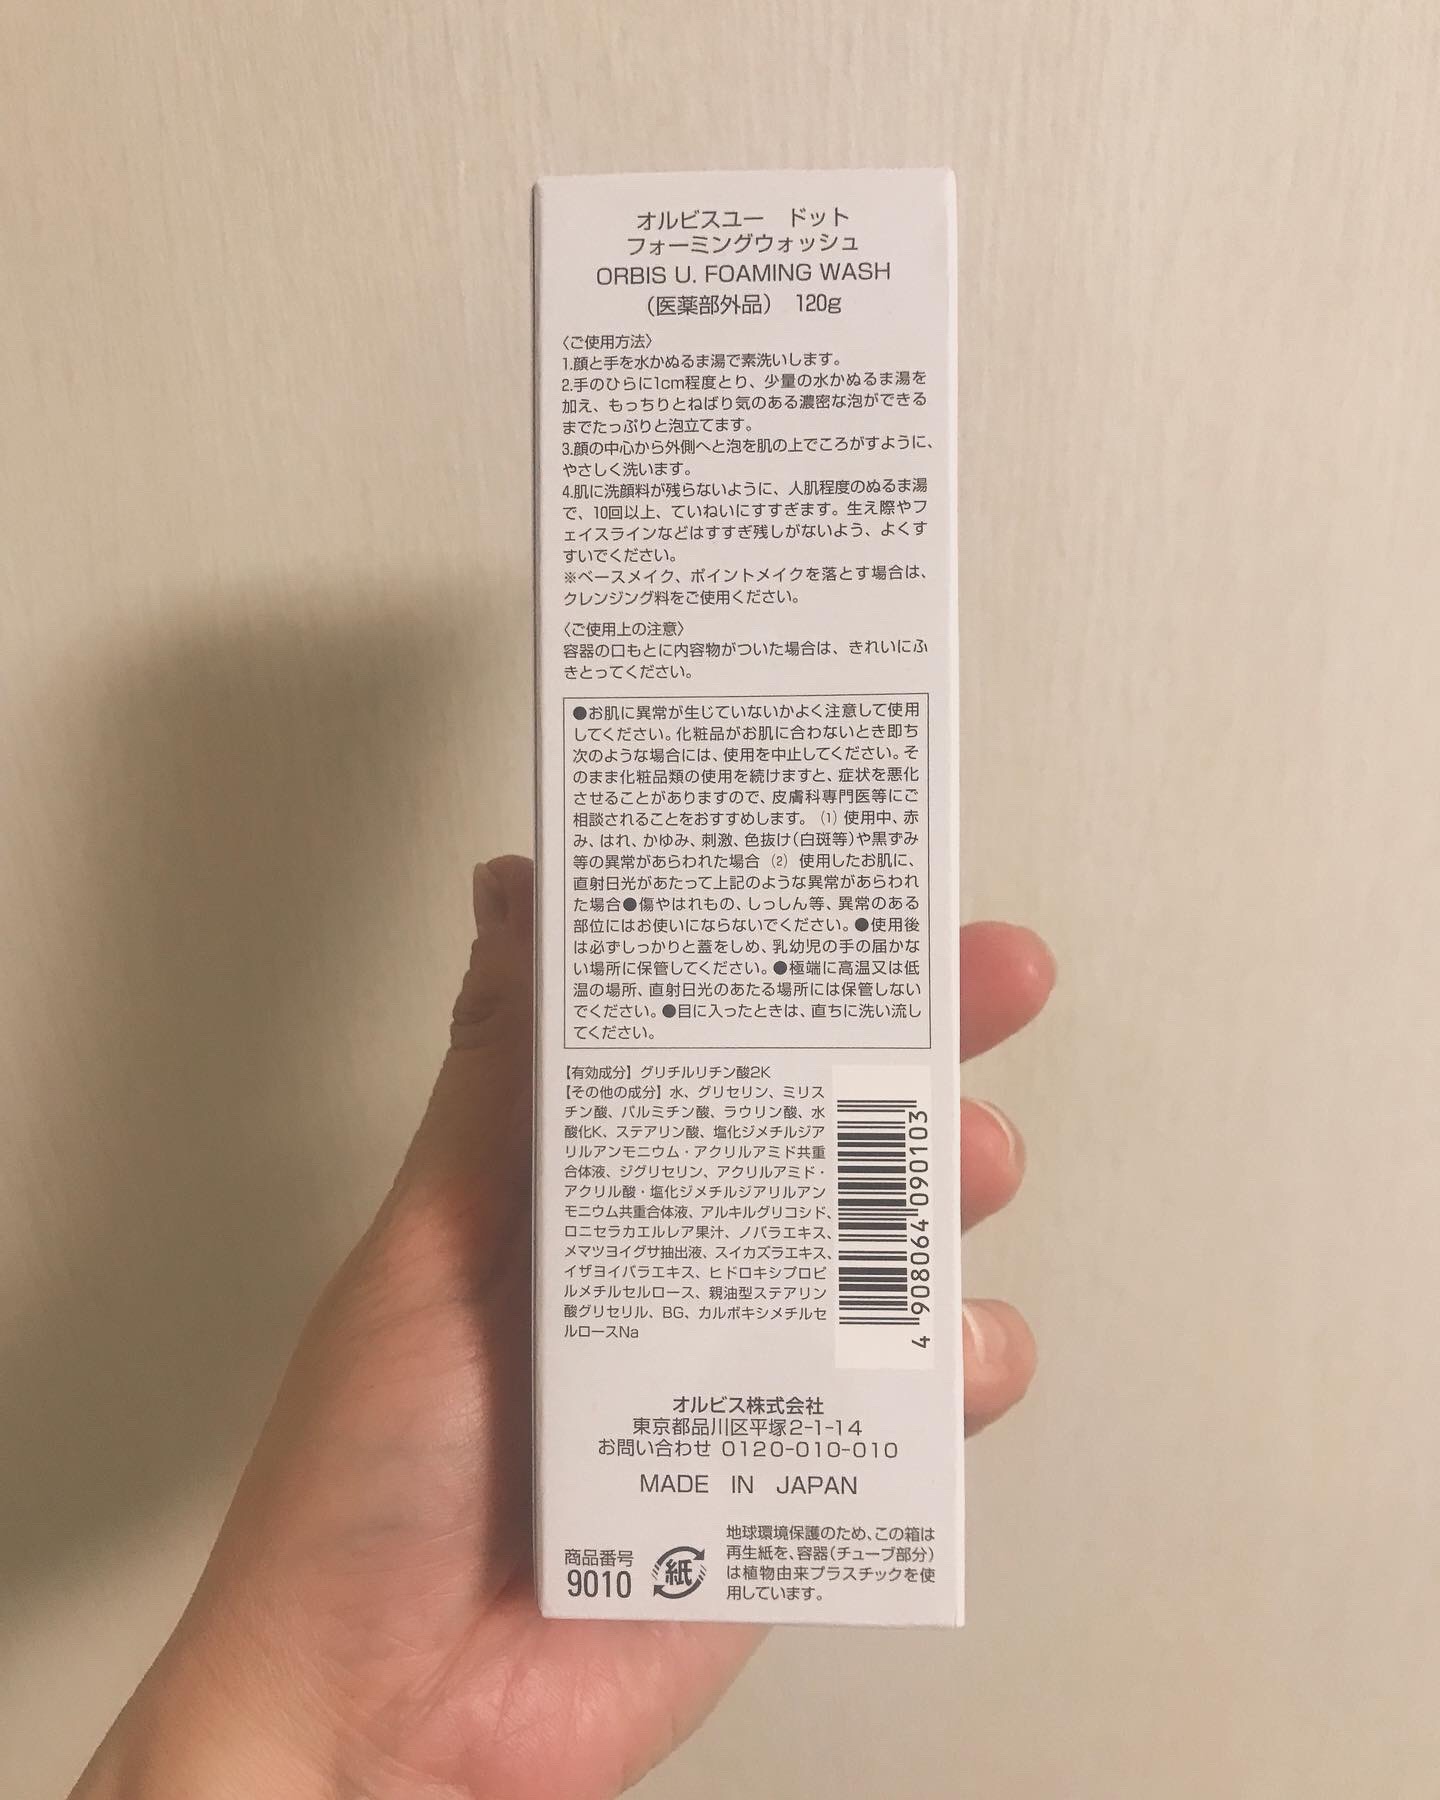 オルビスユー　ドット
フォーミングウォッシュ
ORBIS U. FOAMING WASH
（医薬部外品） 120g
〈ご使用方法〉
1.顔と手を水かぬるま湯で素洗いします。
2.手のひらに1cm程度とり、少量の水かぬるま湯を
加え、もっちりとねばり気のある濃密な泡ができる
までたっぷりと泡立てます。
3.顔の中心から外側へと泡を肌の上でころがすように、
やさしく洗います。
4.肌に洗顔料が残らないように、人肌程度のぬるま湯
で、10回以上、ていねいにすすぎます。生え際やフ
ェイスラインなどはすすぎ残しがないよう、よくす
すいでください。
※ベースメイク、ポイントメイクを落とす場合は、
クレンジング料をご使用ください。
〈ご使用上の注意〉
容器の口もとに内容物がついた場合は、きれいにふ
きとってください。
●お肌に異常が生じていないかよく注意して使用
してください。化粧品がお肌に合わないとき即ち
次のような場合には、使用を中止してください。そ
のまま化粧品類の使用を続けますと、症状を悪化
させることがありますので、皮膚科専門医等にご
相談されることをおすすめします。（1）使用中、赤
み、はれ、かゆみ、刺激、色抜け（白斑等）や黒ずみ
等の異常があらわれた場合（2）使用したお肌に、
直射日光があたって上記のような異常があらわれ
た場合●傷やはれもの、しっしん等、異常のある
部位にはお使いにならないでください。●使用後
は必ずしっかりと蓋をしめ、乳幼児の手の届かな
い場所に保管してください。●極端に高温又は低
温の場所、直射日光のあたる場所には保管しない
でください。●目に入ったときは、直ちに洗い流し
てください。
【有効成分】グリチルリチン酸2K
【その他の成分】水、グリセリン、ミリス
チン酸、パルミチン酸、ラウリン酸、水
酸化K、ステアリン酸、塩化ジメチルジア
リルアンモニウム・アクリルアミド共重
合体液、ジグリセリン、アクリルアミド・
アクリル酸・塩化ジメチルジアリルアン
モニウム共重合体液、アルキルグリコシド、
ロニセラカエルレア果汁、ノバラエキス、
メマツヨイグサ抽出液、スイカズラエキス、
イザヨイバラエキス、ヒドロキシプロピ
ルメチルセルロース、親油型ステアリン
酸グリセリル、BG、カルボキシメチルセ
ルロースNa
4 908064 090103
オルビス株式会社
東京都品川区平塚2-1-14
お問い合わせ 0120-010-010
MADE IN JAPAN
商品番号
9010
紙
地球環境保護のため、この箱は
再生紙を、容器（チューブ部分）
は植物由来プラスチックを使
用しています。